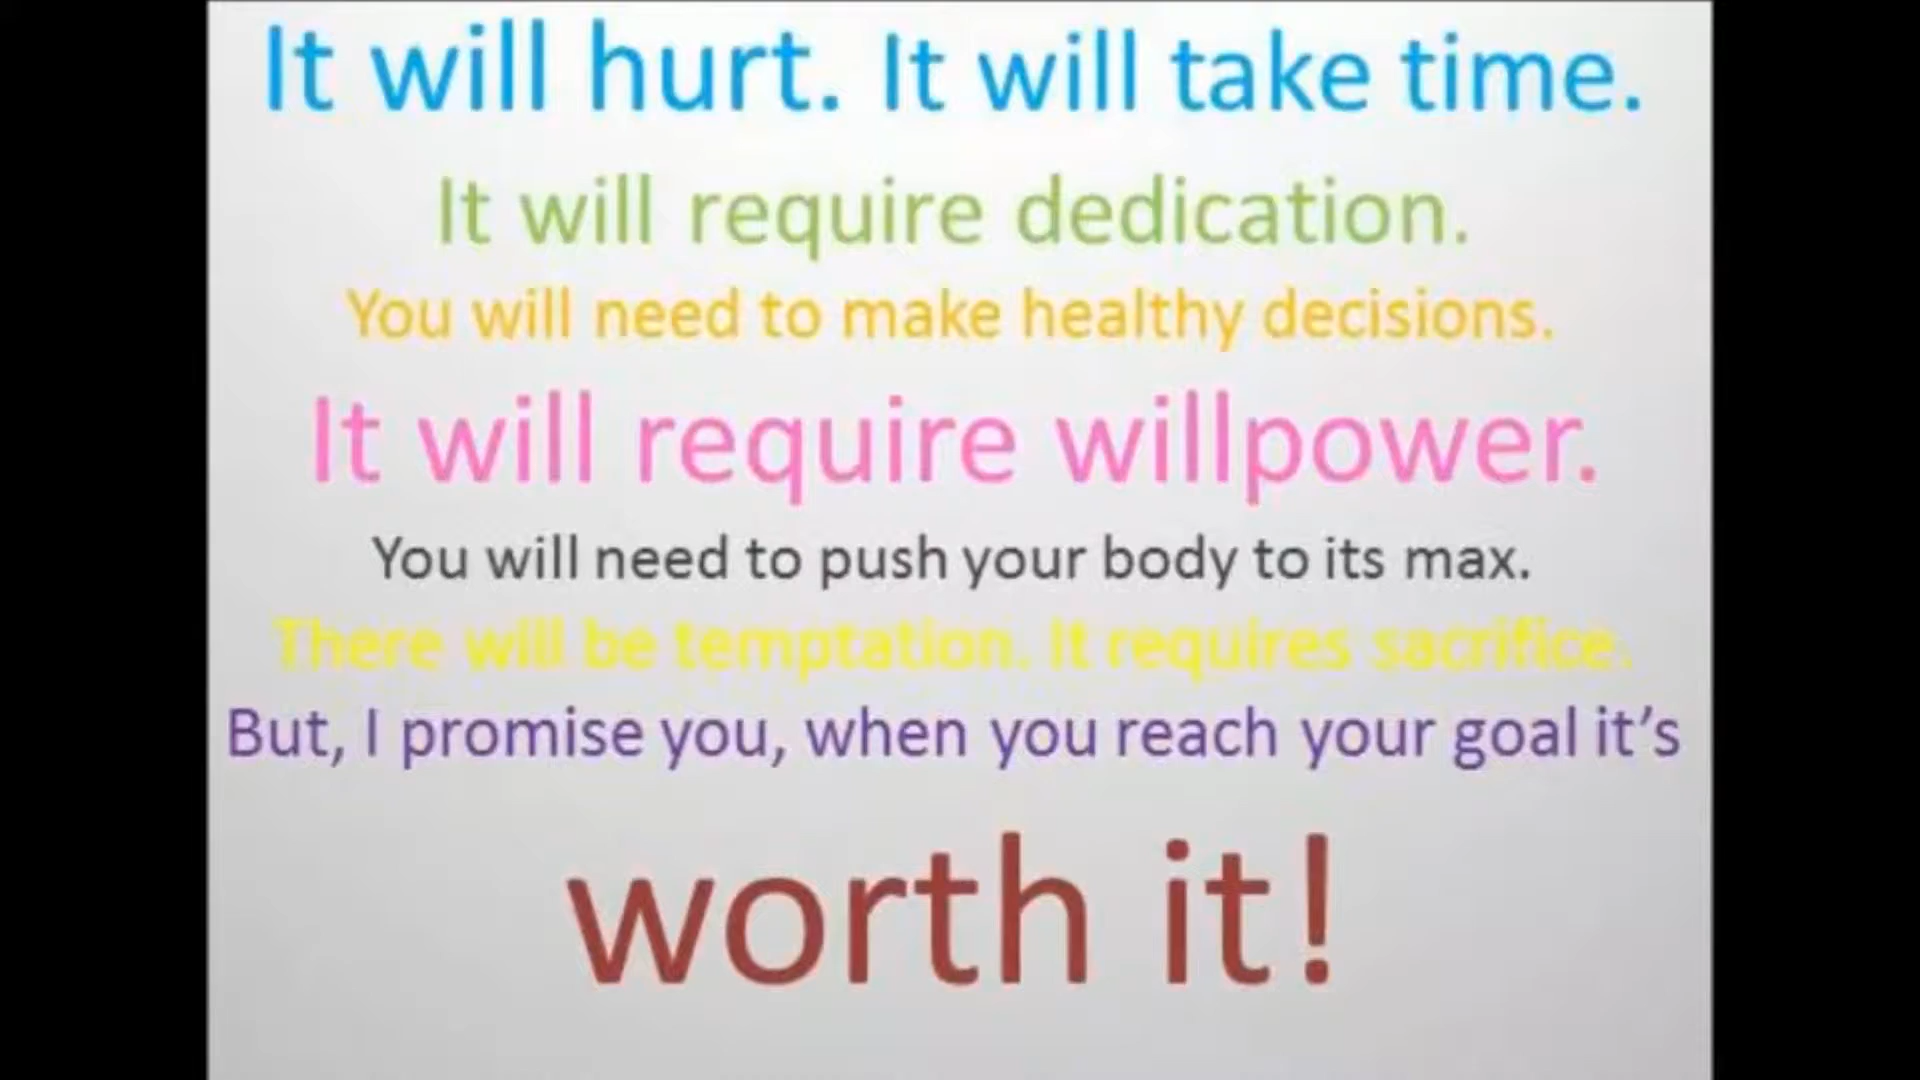 It will hurt. It will take time.
It will require dedication.
You will need to make healthy decisions.
It will require willpower.
You will need to push your body to its max.
There will be temptation. It requires sacrifice.
But, I promise you, when you reach your goal it’s
worth it!